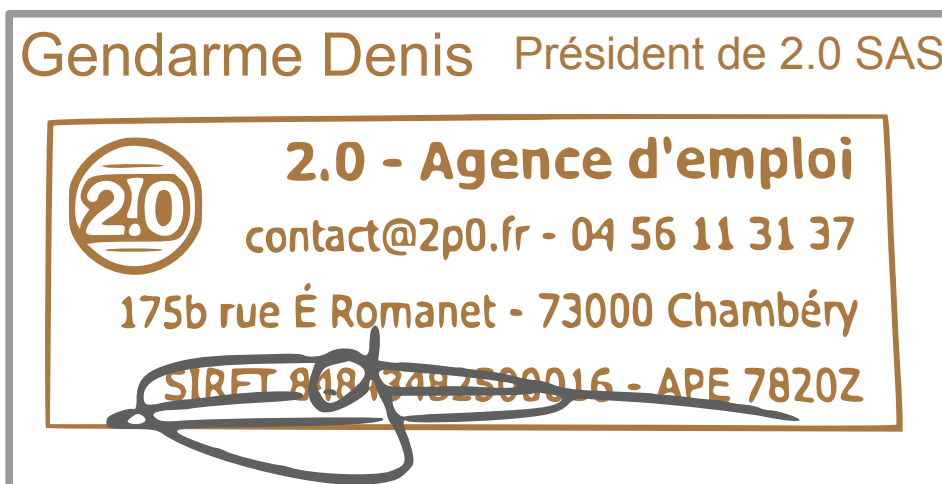 Gendarme Denis Président de 2.0 SAS
2.0
2.0 - Agence d'emploi
contact@2p0.fr - 04 56 11 31 37
175b rue É Romanet - 73000 Chambéry
SIRET - APE 7820Z